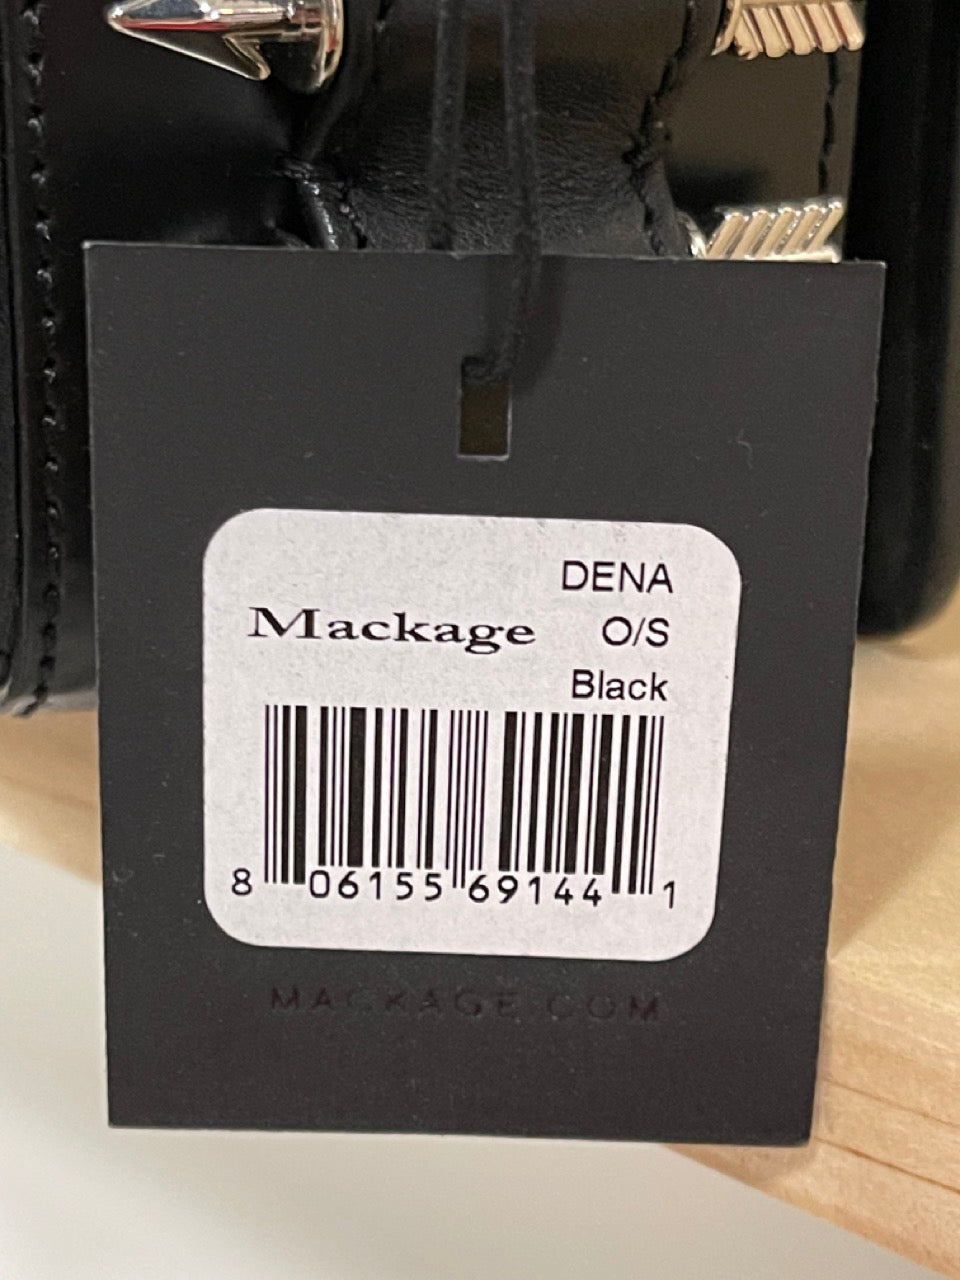 DENA
Mackage O/S
Black
8 06155 69144 1
MACKAGE.COM